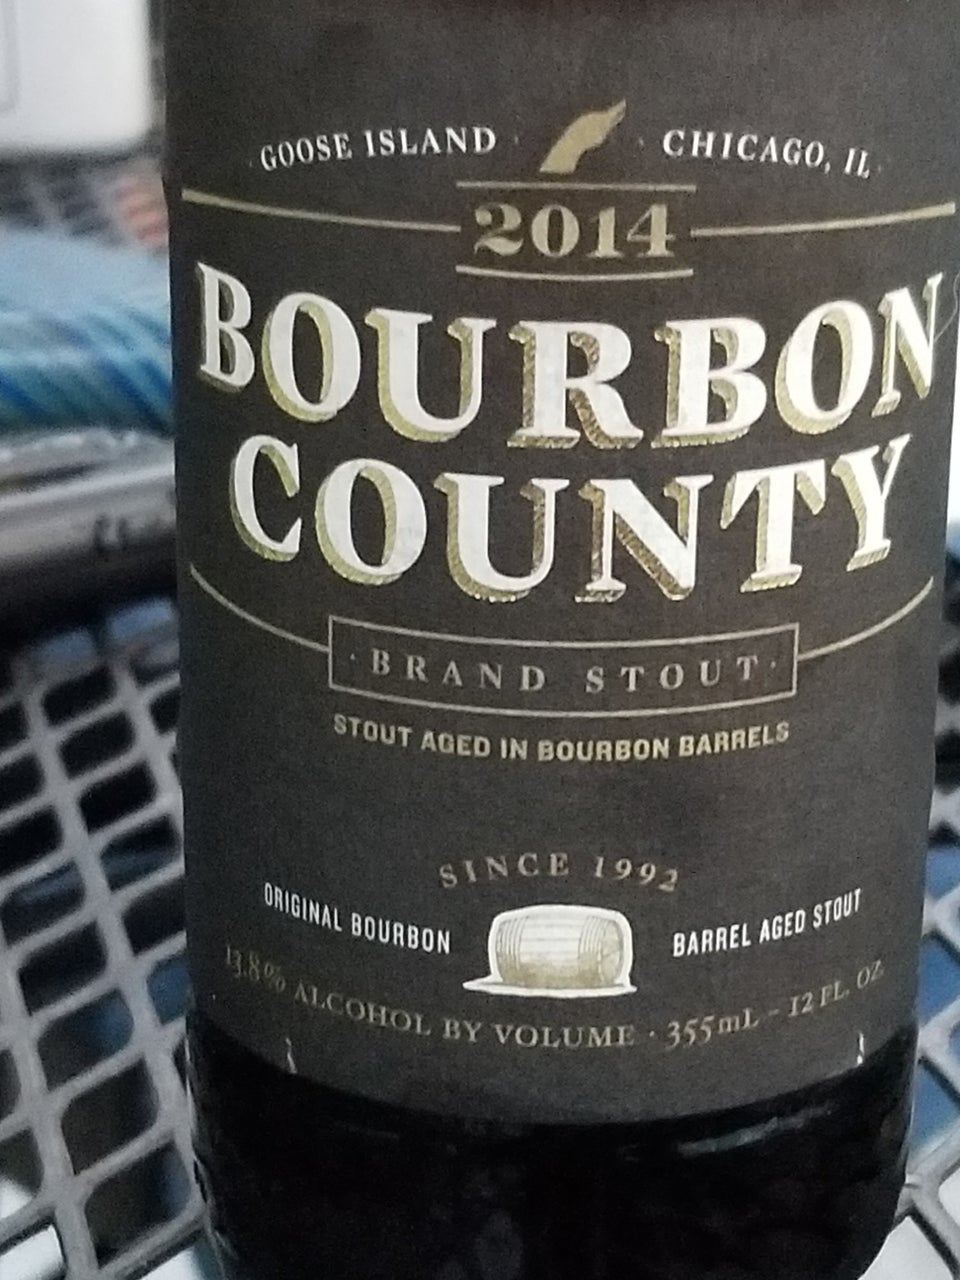 GOOSE ISLAND · CHICAGO, IL
2014
BOURBON
COUNTY
· BRAND STOUT ·
STOUT AGED IN BOURBON BARRELS
SINCE 1992
ORIGINAL BOURBON BARREL AGED STOUT
13.8% ALCOHOL BY VOLUME · 355mL - 12 FL. OZ